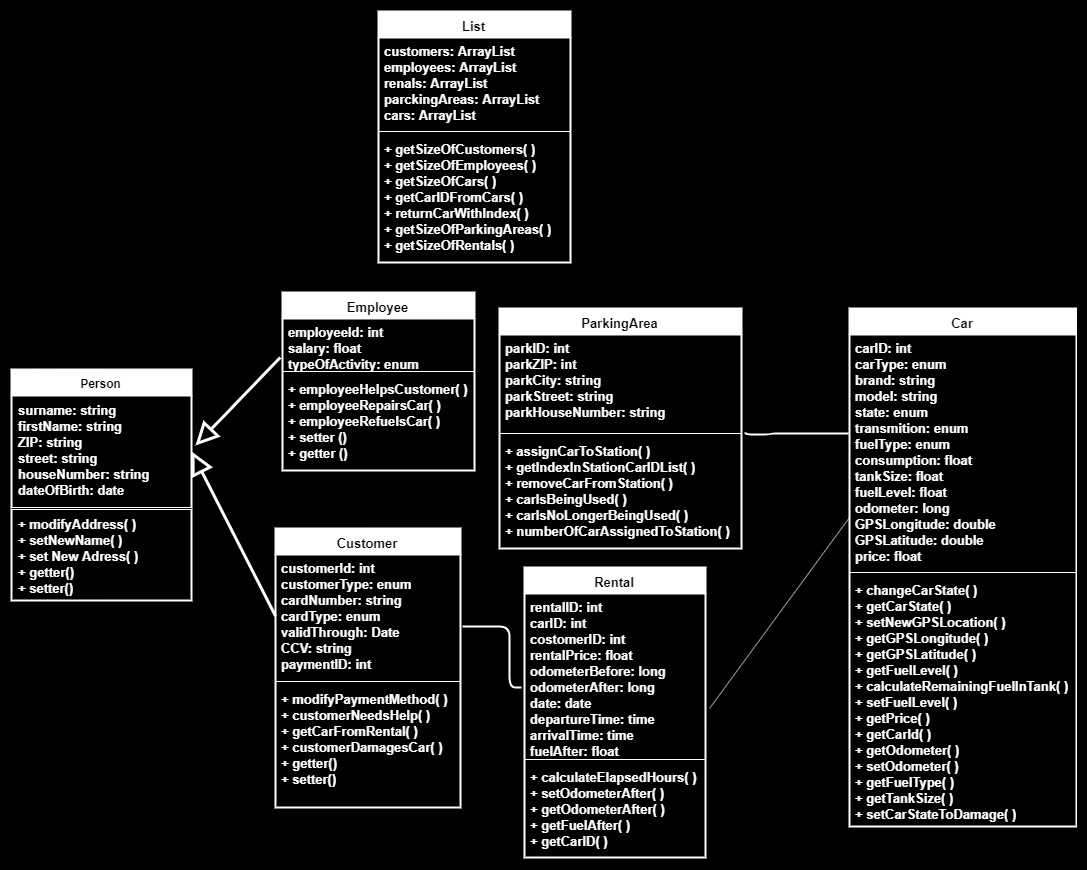 List
customers: ArrayList
employees: ArrayList
renals: ArrayList
parckingAreas: ArrayList
cars: ArrayList
+ getSizeOfCustomers( )
+ getSizeOfEmployees( )
+ getSizeOfCars( )
+ getCarIDFromCars( )
+ returnCarWithIndex( )
+ getSizeOfParkingAreas( )
+ getSizeOfRentals( )
Person
surname: string
firstName: string
ZIP: string
street: string
houseNumber: string
dateOfBirth: date
+ modifyAddress( )
+ setNewName( )
+ set New Adress( )
+ getter()
+ setter()
Employee
employeeId: int
salary: float
typeOfActivity: enum
+ employeeHelpsCustomer( )
+ employeeRepairsCar( )
+ employeeRefuelsCar( )
+ setter ()
+ getter ()
Customer
customerId: int
customerType: enum
cardNumber: string
cardType: enum
validThrough: Date
CCV: string
paymentID: int
+ modifyPaymentMethod( )
+ customerNeedsHelp( )
+ getCarFromRental( )
+ customerDamagesCar( )
+ getter()
+ setter()
ParkingArea
parkID: int
parkZIP: int
parkCity: string
parkStreet: string
parkHouseNumber: string
+ assignCarToStation( )
+ getIndexInStationCarIDList( )
+ removeCarFromStation( )
+ carIsBeingUsed( )
+ carIsNoLongerBeingUsed( )
+ numberOfCarAssignedToStation( )
Rental
rentalID: int
carID: int
costomerID: int
rentalPrice: float
odometerBefore: long
odometerAfter: long
date: date
departureTime: time
arrivalTime: time
fuelAfter: float
+ calculateElapsedHours( )
+ setOdometerAfter( )
+ getOdometerAfter( )
+ getFuelAfter( )
+ getCarID( )
Car
carID: int
carType: enum
brand: string
model: string
state: enum
transmition: enum
fuelType: enum
consumption: float
tankSize: float
fuelLevel: float
odometer: long
GPSLongitude: double
GPSLatitude: double
price: float
+ changeCarState( )
+ getCarState( )
+ setNewGPSLocation( )
+ getGPSLongitude( )
+ getGPSLatitude( )
+ getFuelLevel( )
+ calculateRemainingFuelInTank( )
+ setFuelLevel( )
+ getPrice( )
+ getCarId( )
+ getOdometer( )
+ setOdometer( )
+ getFuelType( )
+ getTankSize( )
+ setCarStateToDamage( )